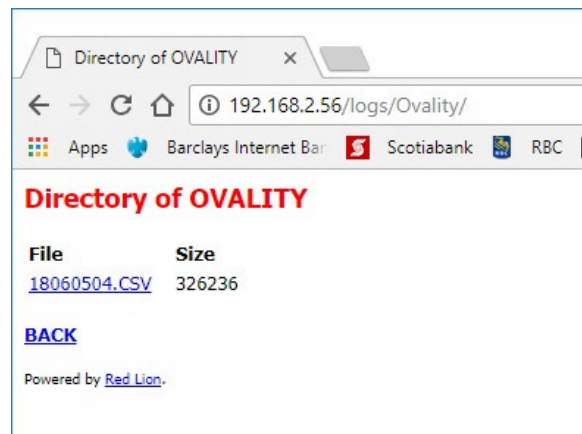 Directory of OVALITY
192.168.2.56/logs/Ovality/
Apps Barclays Internet Ban Scotiabank RBC
Directory of OVALITY
File Size
18060504.CSV 326236
BACK
Powered by Red Lion.